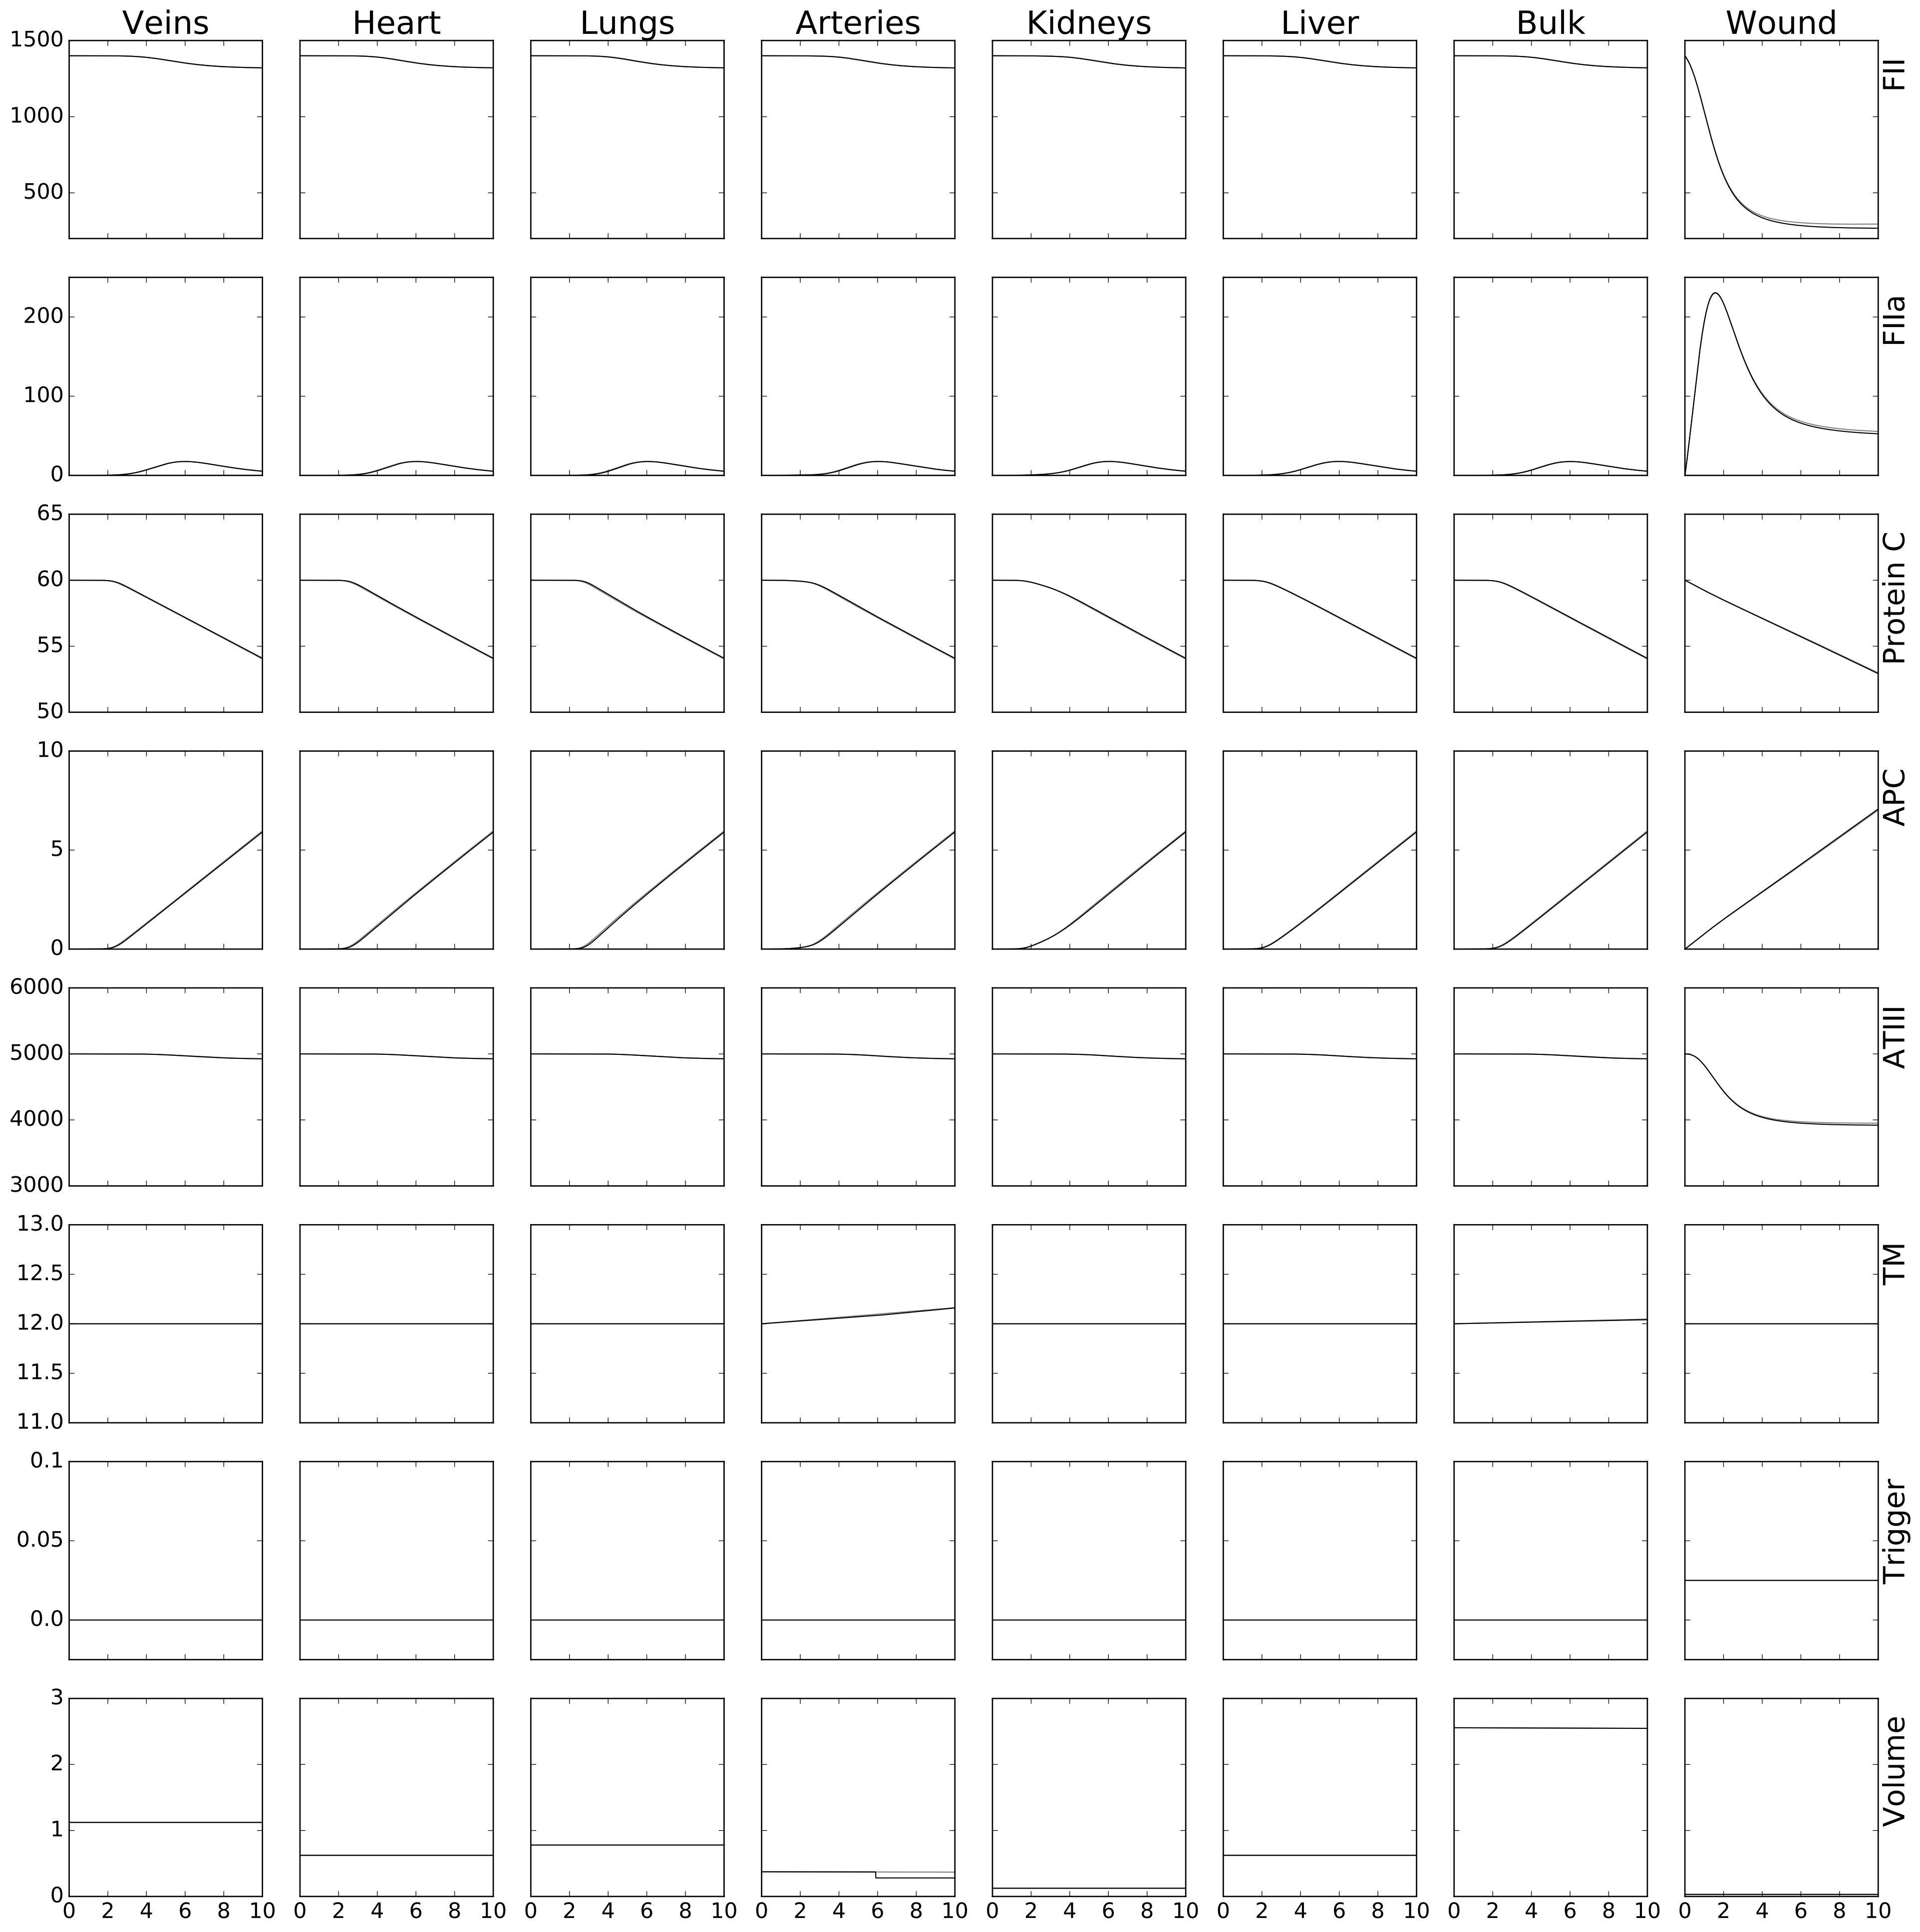 Veins Heart Lungs Arteries Kidneys Liver Bulk Wound
1500
1000
500
FII
200
100
0
FIIa
65
60
55
50
Protein C
10
5
0
APC
6000
5000
4000
3000
ATIII
13.0
12.5
12.0
11.5
11.0
TM
0.1
0.05
0.0
Trigger
3
2
1
0
Volume
0 2 4 6 8 10 0 2 4 6 8 10 0 2 4 6 8 10 0 2 4 6 8 10 0 2 4 6 8 10 0 2 4 6 8 10 0 2 4 6 8 10 0 2 4 6 8 10